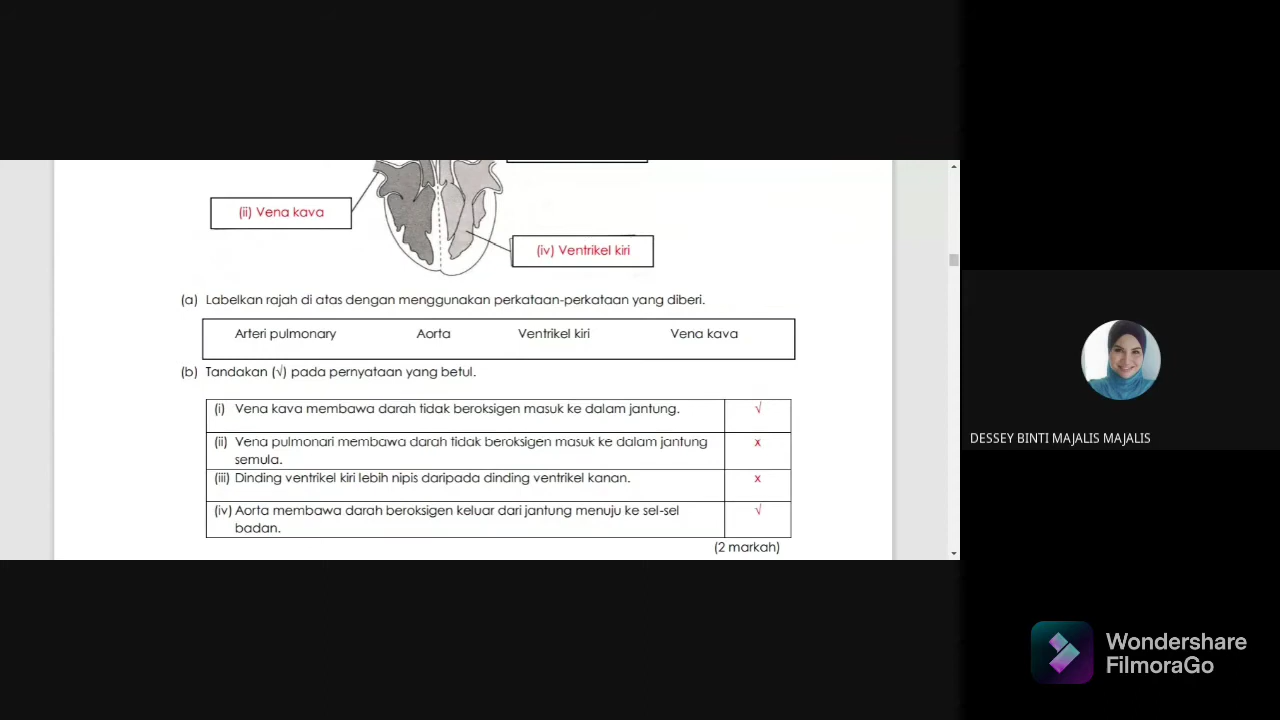 (ii) Vena kava
(iv) Ventrikel kiri
(a) Labelkan rajah di atas dengan menggunakan perkataan-perkataan yang diberi.
Arteri pulmonary Aorta Ventrikel kiri Vena kava
(b) Tandakan (√) pada pernyataan yang betul.
(i) Vena kava membawa darah tidak beroksigen masuk ke dalam jantung. √
(ii) Vena pulmonari membawa darah tidak beroksigen masuk ke dalam jantung x
semula.
(iii) Dinding ventrikel kiri lebih nipis daripada dinding ventrikel kanan. x
(iv) Aorta membawa darah beroksigen keluar dari jantung menuju ke sel-sel √
badan.
(2 markah)
DESSEY BINTI MAJALIS MAJALIS
Wondershare
FilmoraGo